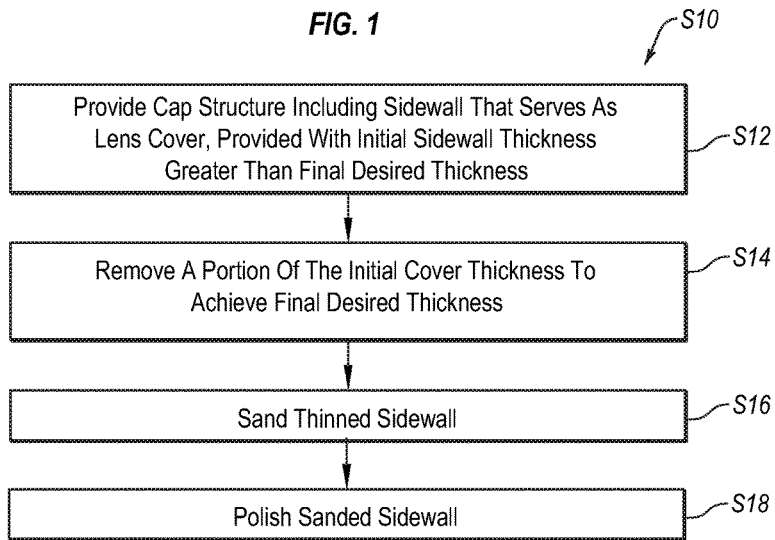 FIG. 1
S10
Provide Cap Structure Including Sidewall That Serves As
Lens Cover, Provided With Initial Sidewall Thickness
Greater Than Final Desired Thickness
S12
Remove A Portion Of The Initial Cover Thickness To
Achieve Final Desired Thickness
S14
Sand Thinned Sidewall
S16
Polish Sanded Sidewall
S18